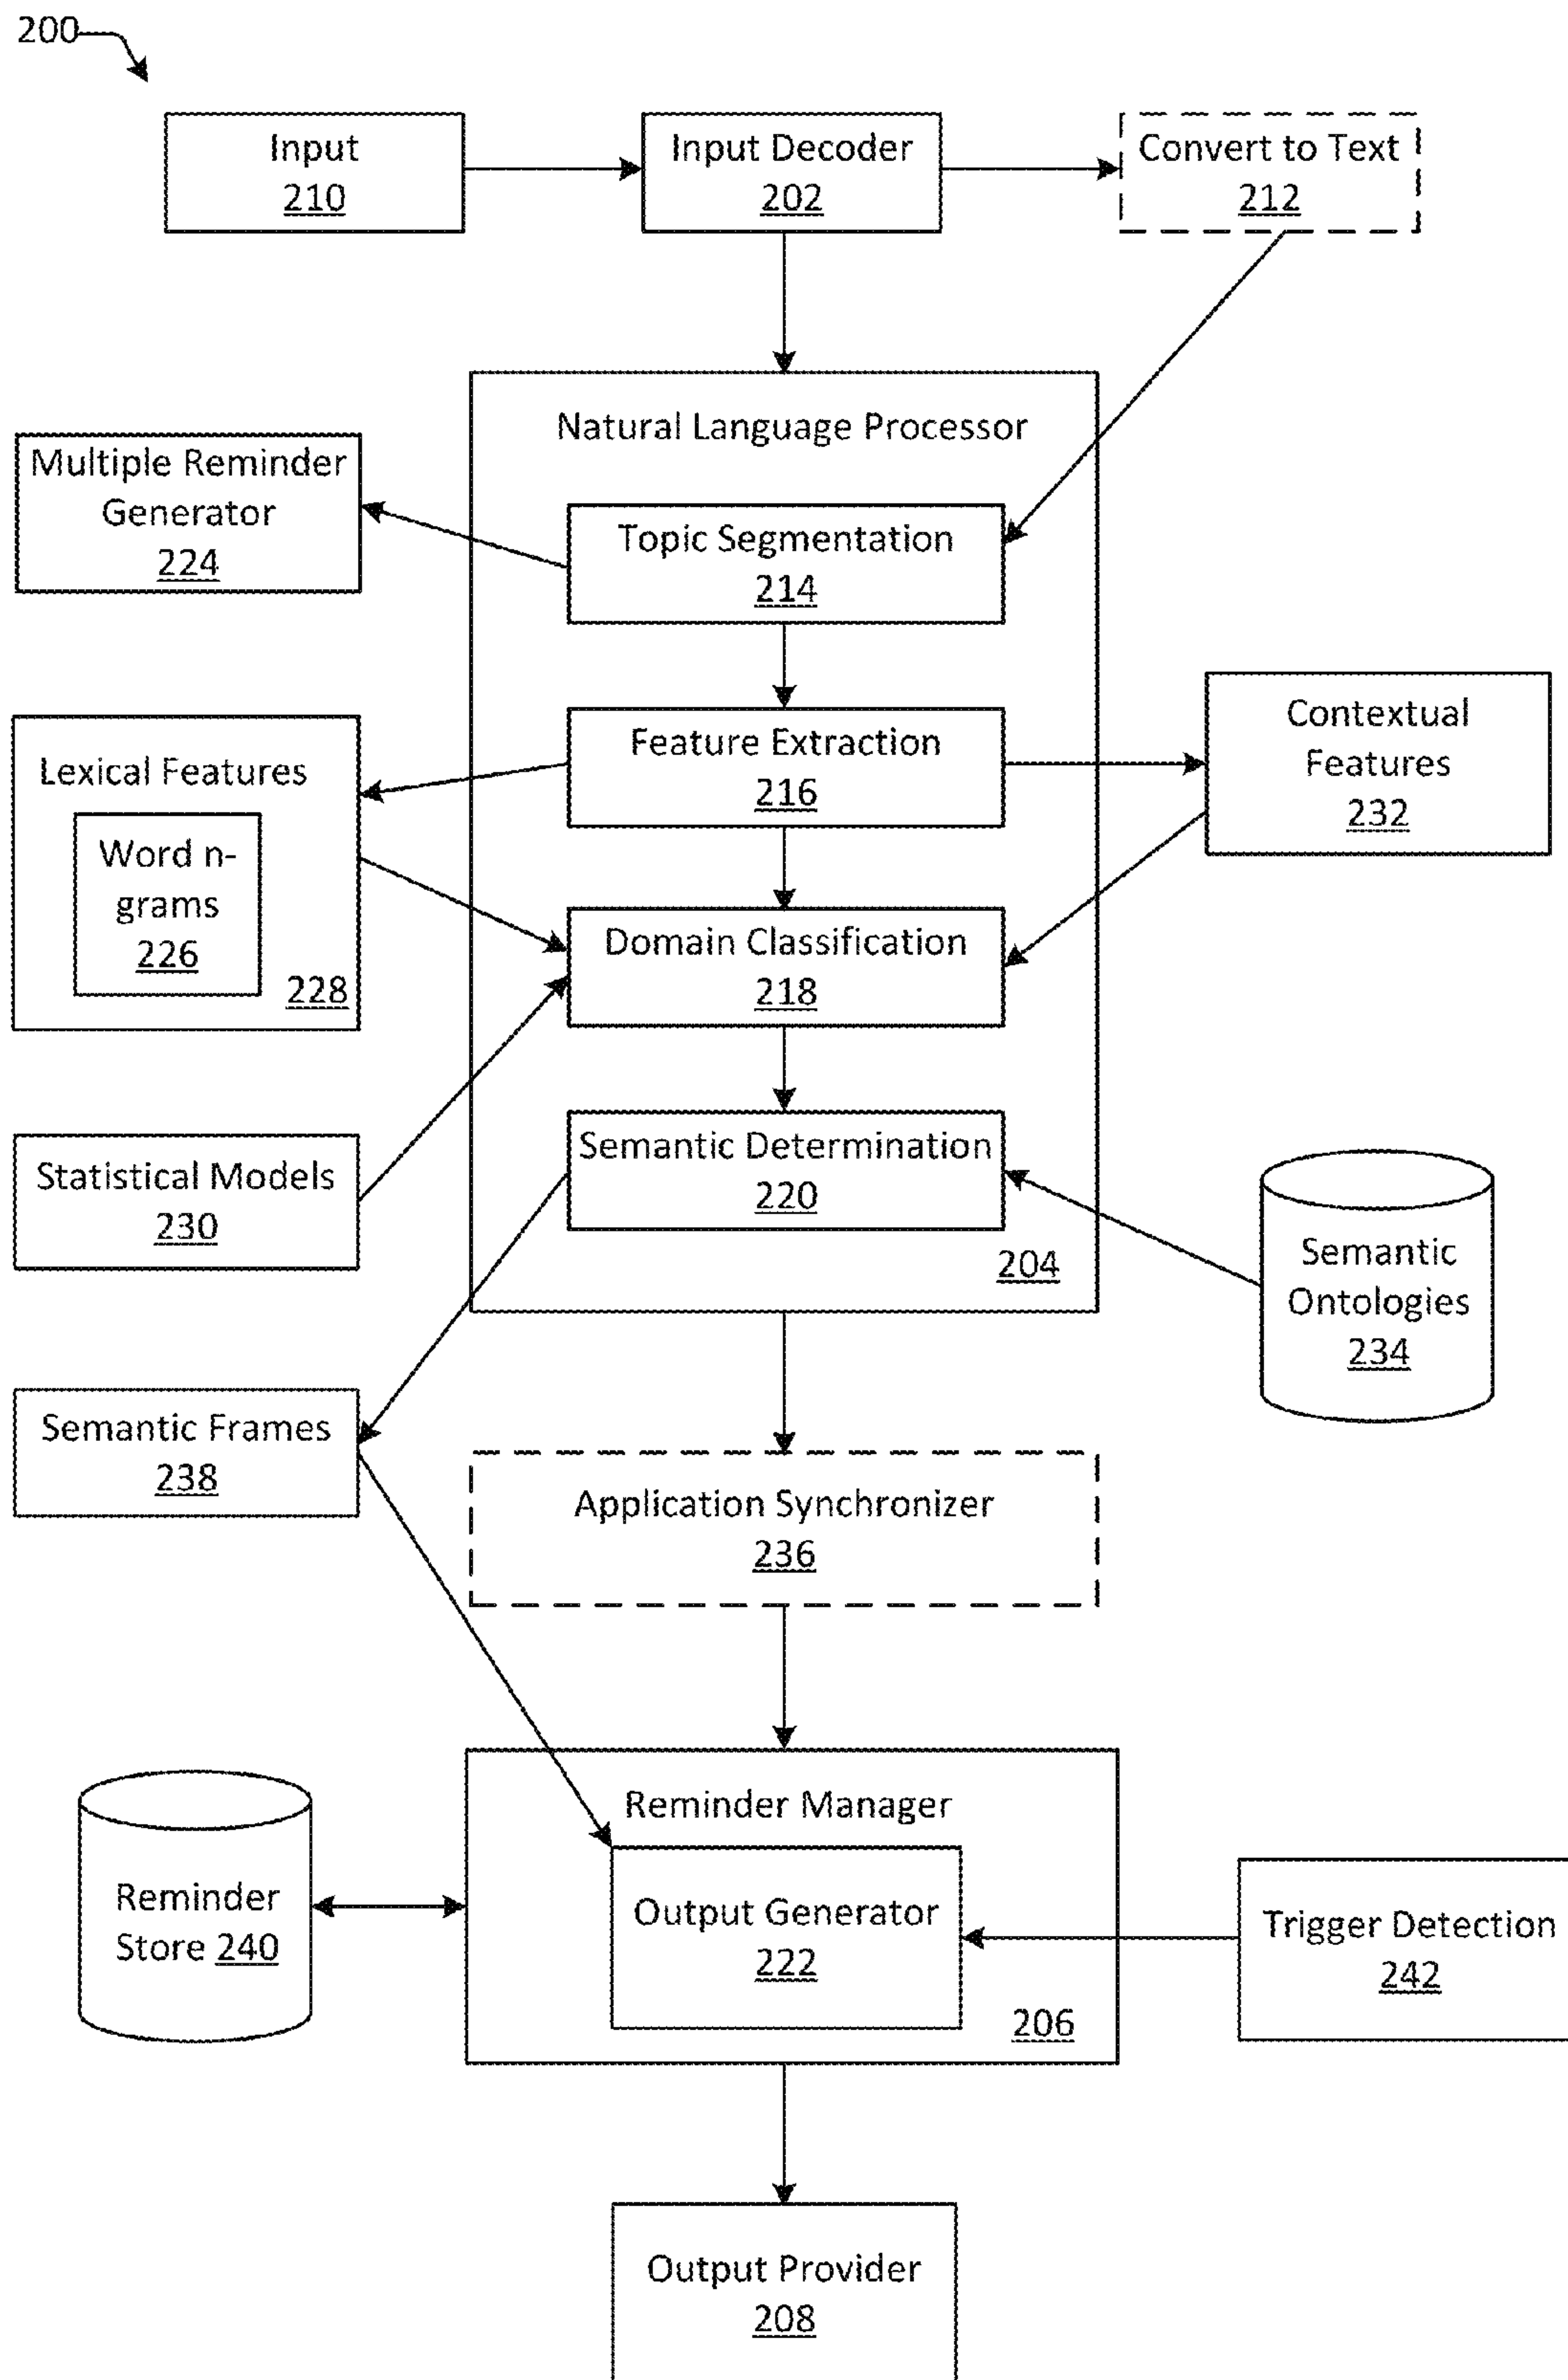 200
Input
210
Input Decoder
202
Convert to Text
212
Natural Language Processor
Multiple Reminder
Generator
224
Topic Segmentation
214
Feature Extraction
216
Contextual
Features
232
Lexical Features
Word n-
grams
226
228
Domain Classification
218
Statistical Models
230
Semantic Determination
220
204
Semantic
Ontologies
234
Semantic Frames
238
Application Synchronizer
236
Reminder Manager
Reminder
Store 240
Output Generator
222
206
Trigger Detection
242
Output Provider
208